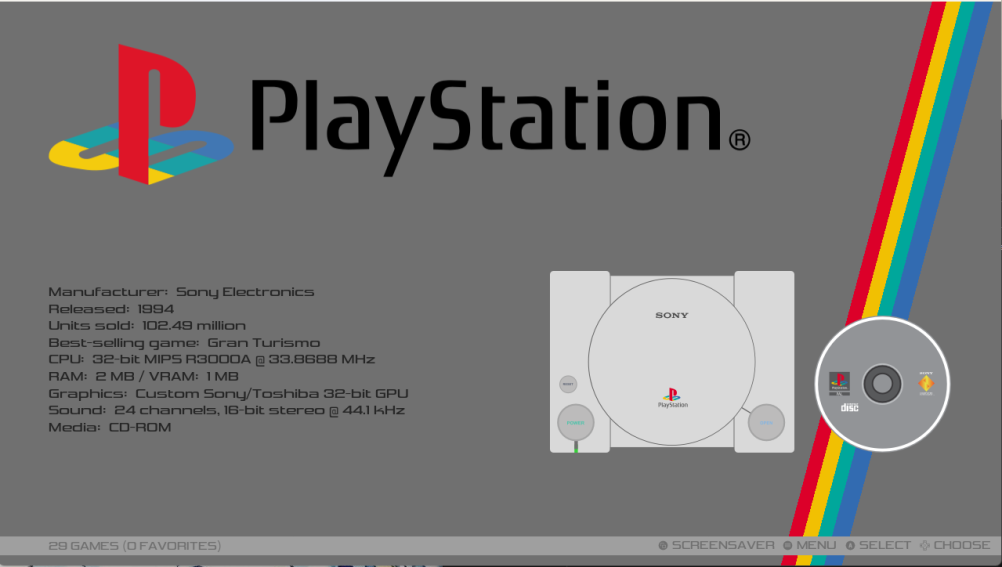 PlayStation®
Manufacturer: Sony Electronics
Released: 1994
Units sold: 102.49 million
Best-selling game: Gran Turismo
CPU: 32-bit MIPS R3000A @ 33.8688 MHz
RAM: 2 MB / VRAM: 1 MB
Graphics: Custom Sony/Toshiba 32-bit GPU
Sound: 24 channels, 16-bit stereo @ 44.1 kHz
Media: CD-ROM
SONY
PlayStation
POWER
disc
29 GAMES (0 FAVORITES)
SCREENSAVER MENU SELECT CHOOSE